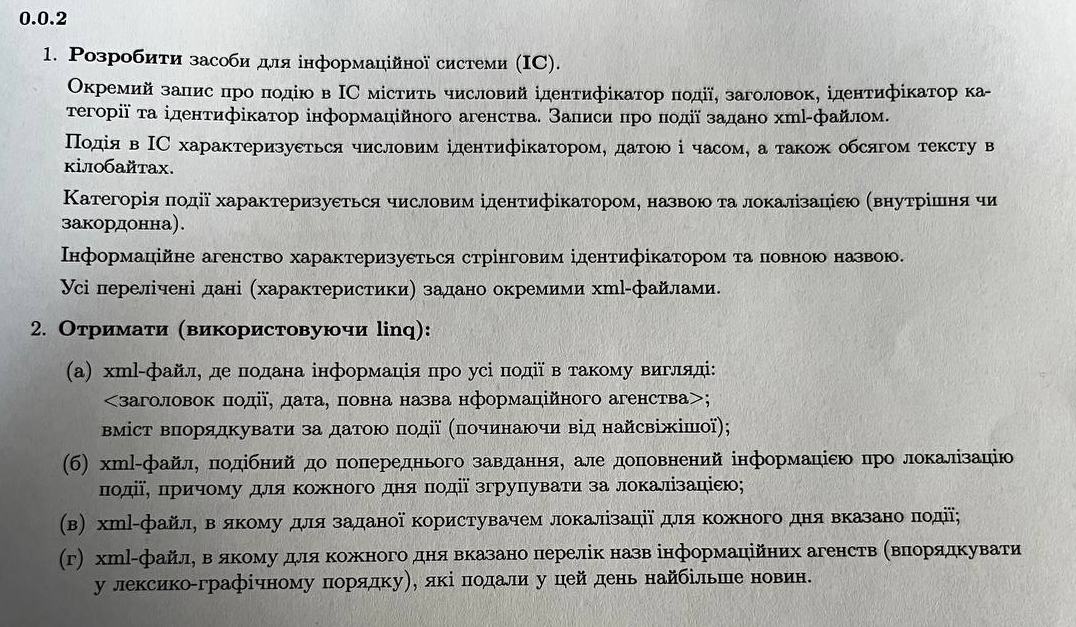 0.0.2
1. Розробити засоби для інформаційної системи (ІС).
Окремий запис про подію в ІС містить числовий ідентифікатор події, заголовок, ідентифікатор ка-
тегорії та ідентифікатор інформаційного агенства. Записи про події задано xml-файлом.
Подія в ІС характеризується числовим ідентифікатором, датою і часом, а також обсягом тексту в
кілобайтах.
Категорія події характеризується числовим ідентифікатором, назвою та локалізацією (внутрішня чи
закордонна).
Інформаційне агенство характеризується стрінговим ідентифікатором та повною назвою.
Усі перелічені дані (характеристики) задано окремими xml-файлами.
2. Отримати (використовуючи linq):
(а) xml-файл, де подана інформація про усі події в такому вигляді:
<заголовок події, дата, повна назва нформаційного агенства>;
вміст впорядкувати за датою події (починаючи від найсвіжішої);
(б) xml-файл, подібний до попереднього завдання, але доповнений інформацією про локалізацію
події, причому для кожного дня події згрупувати за локалізацією;
(в) xml-файл, в якому для заданої користувачем локалізації для кожного дня вказано події;
(г) xml-файл, в якому для кожного дня вказано перелік назв інформаційних агенств (впорядкувати
у лексико-графічному порядку), які подали у цей день найбільше новин.